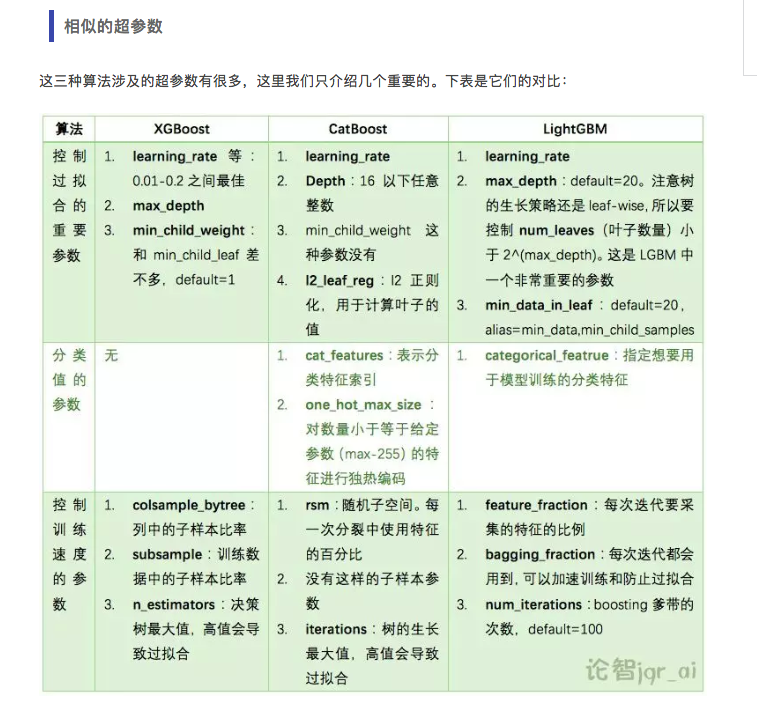 相似的超参数
这三种算法涉及的超参数有很多，这里我们只介绍几个重要的。下表是它们的对比：
算法
XGBoost
CatBoost
LightGBM
控制
过拟
合的
重要
参数
1. learning_rate 等：
0.01-0.2 之间最佳
2. max_depth
3. min_child_weight：
和 min_child_leaf 差
不多，default=1
1. learning_rate
2. Depth：16 以下任意
整数
3. min_child_weight 这
种参数没有
4. l2_leaf_reg：l2 正则
化，用于计算叶子的
值
1. learning_rate
2. max_depth：default=20。注意树
的生长策略还是 leaf-wise，所以要
控制 num_leaves（叶子数量）小
于 2^(max_depth)。这是 LGBM 中
一个非常重要的参数
3. min_data_in_leaf：default=20，
alias=min_data,min_child_samples
分类
值的
参数
无
1. cat_features：表示分
类特征索引
2. one_hot_max_size：
对数量小于等于给定
参数（max-255）的特
征进行独热编码
1. categorical_featrue：指定想要用
于模型训练的分类特征
控制
训练
速度
的参
数
1. colsample_bytree：
列中的子样本比率
2. subsample：训练数
据中的子样本比率
3. n_estimators：决策
树最大值，高值会导
致过拟合
1. rsm：随机子空间。每
一次分裂中使用特征
的百分比
2. 没有这样的子样本参
数
3. iterations：树的生长
最大值，高值会导致
过拟合
1. feature_fraction：每次迭代要采
集的特征的比例
2. bagging_fraction：每次迭代都会
用到，可以加速训练和防止过拟合
3. num_iterations：boosting 爹带的
次数，default=100
论智jqr_ai